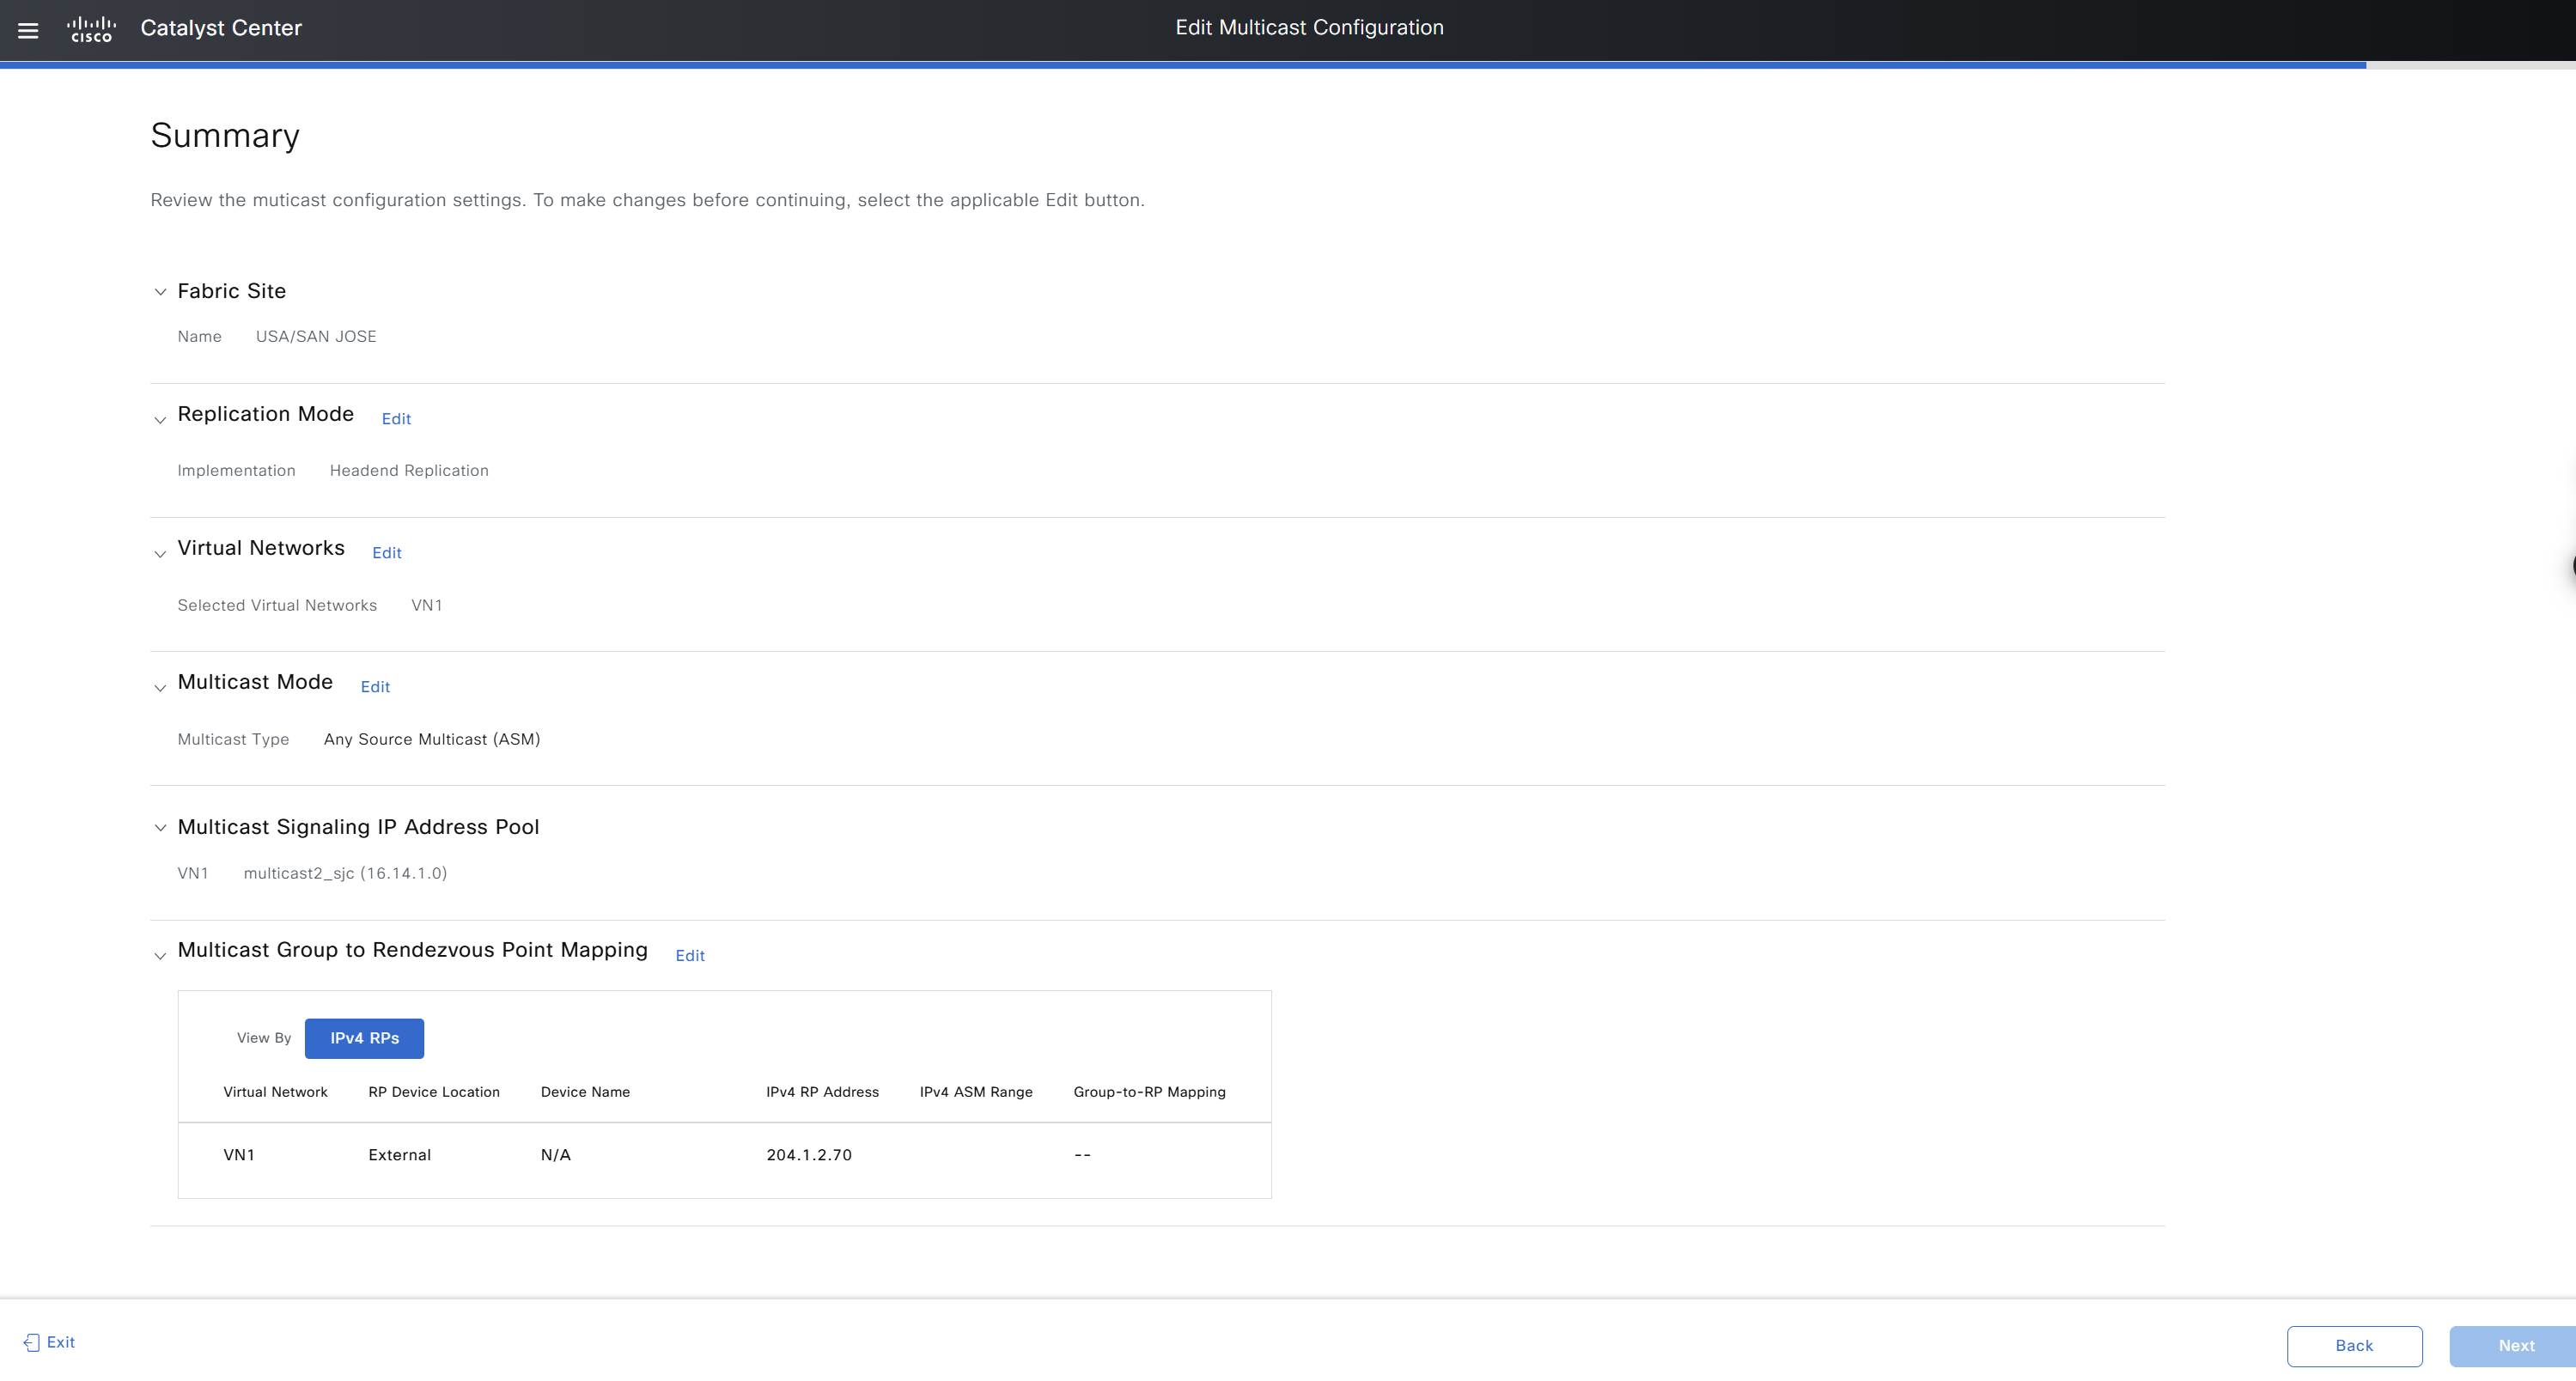 cisco Catalyst Center Edit Multicast Configuration
Summary
Review the muticast configuration settings. To make changes before continuing, select the applicable Edit button.
Fabric Site
Name USA/SAN JOSE
Replication Mode Edit
Implementation Headend Replication
Virtual Networks Edit
Selected Virtual Networks VN1
Multicast Mode Edit
Multicast Type Any Source Multicast (ASM)
Multicast Signaling IP Address Pool
VN1 multicast2_sjc (16.14.1.0)
Multicast Group to Rendezvous Point Mapping Edit
View By IPv4 RPs
Virtual Network RP Device Location Device Name IPv4 RP Address IPv4 ASM Range Group-to-RP Mapping
VN1 External N/A 204.1.2.70 --
Exit Back Next